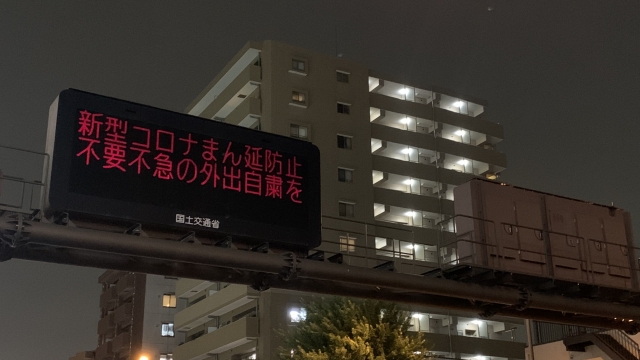 新型コロナまん延防止
不要不急の外出自粛を
国土交通省